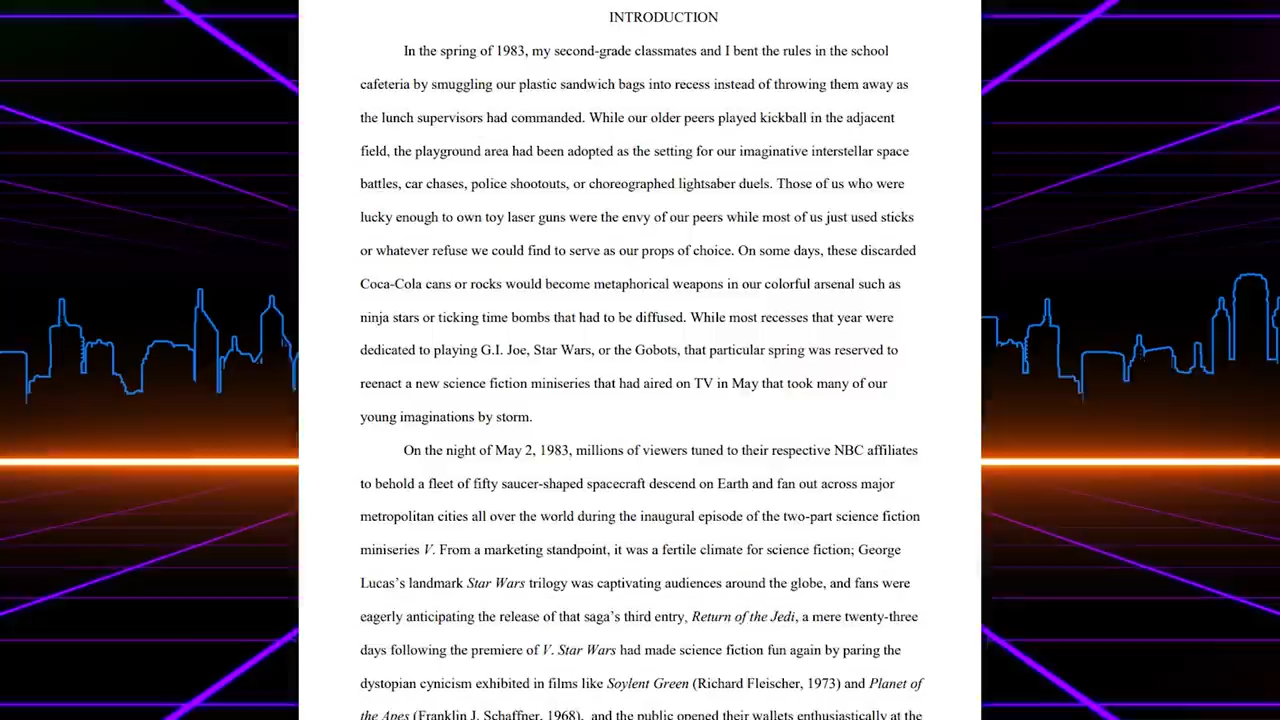 INTRODUCTION
In the spring of 1983, my second-grade classmates and I bent the rules in the school
cafeteria by smuggling our plastic sandwich bags into recess instead of throwing them away as
the lunch supervisors had commanded. While our older peers played kickball in the adjacent
field, the playground area had been adopted as the setting for our imaginative interstellar space
battles, car chases, police shootouts, or choreographed lightsaber duels. Those of us who were
lucky enough to own toy laser guns were the envy of our peers while most of us just used sticks
or whatever refuse we could find to serve as our props of choice. On some days, these discarded
Coca-Cola cans or rocks would become metaphorical weapons in our colorful arsenal such as
ninja stars or ticking time bombs that had to be diffused. While most recesses that year were
dedicated to playing G.I. Joe, Star Wars, or the Gobots, that particular spring was reserved to
reenact a new science fiction miniseries that had aired on TV in May that took many of our
young imaginations by storm.
On the night of May 2, 1983, millions of viewers tuned to their respective NBC affiliates
to behold a fleet of fifty saucer-shaped spacecraft descend on Earth and fan out across major
metropolitan cities all over the world during the inaugural episode of the two-part science fiction
miniseries V. From a marketing standpoint, it was a fertile climate for science fiction; George
Lucas's landmark Star Wars trilogy was captivating audiences around the globe, and fans were
eagerly anticipating the release of that saga's third entry, Return of the Jedi, a mere twenty-three
days following the premiere of V. Star Wars had made science fiction fun again by paring the
dystopian cynicism exhibited in films like Soylent Green (Richard Fleischer, 1973) and Planet of
the Apes (Franklin J. Schaffner, 1968), and the public opened their wallets enthusiastically at the